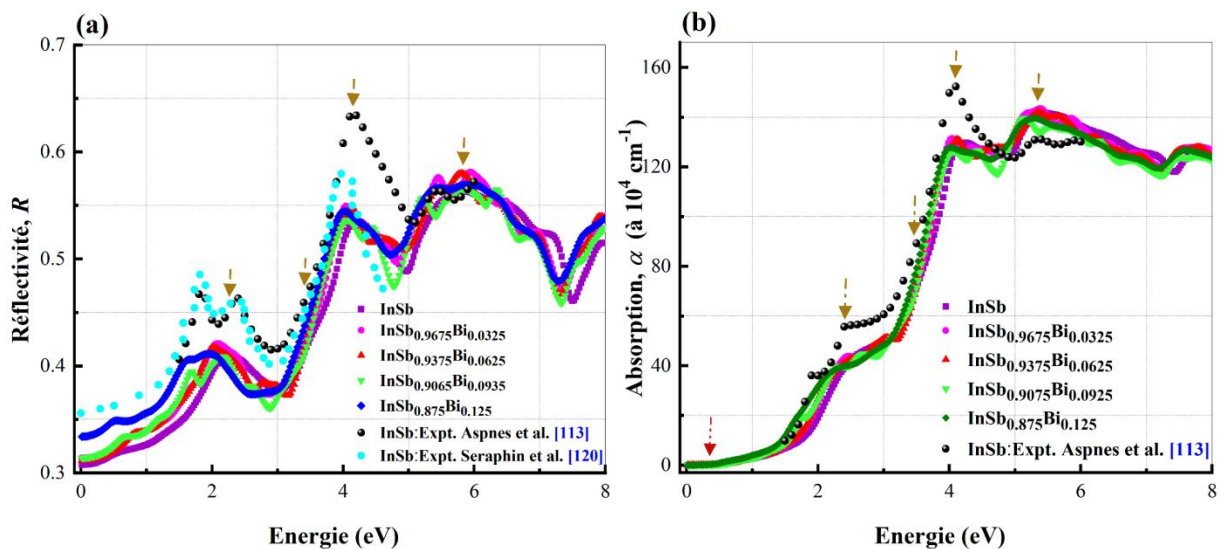 (a)
Réflectivité, R
0.7
0.6
0.5
0.4
0.3
0
2
4
6
8
Energie (eV)
InSb
InSb0.9675Bi0.0325
InSb0.9375Bi0.0625
InSb0.9065Bi0.0935
InSb0.875Bi0.125
InSb:Expt. Aspnes et al. [113]
InSb:Expt. Seraphin et al. [120]
(b)
Absorption, α (à 10⁴ cm⁻¹)
160
120
80
40
0
0
2
4
6
8
Energie (eV)
InSb
InSb0.9675Bi0.0325
InSb0.9375Bi0.0625
InSb0.9075Bi0.0925
InSb0.875Bi0.125
InSb:Expt. Aspnes et al. [113]